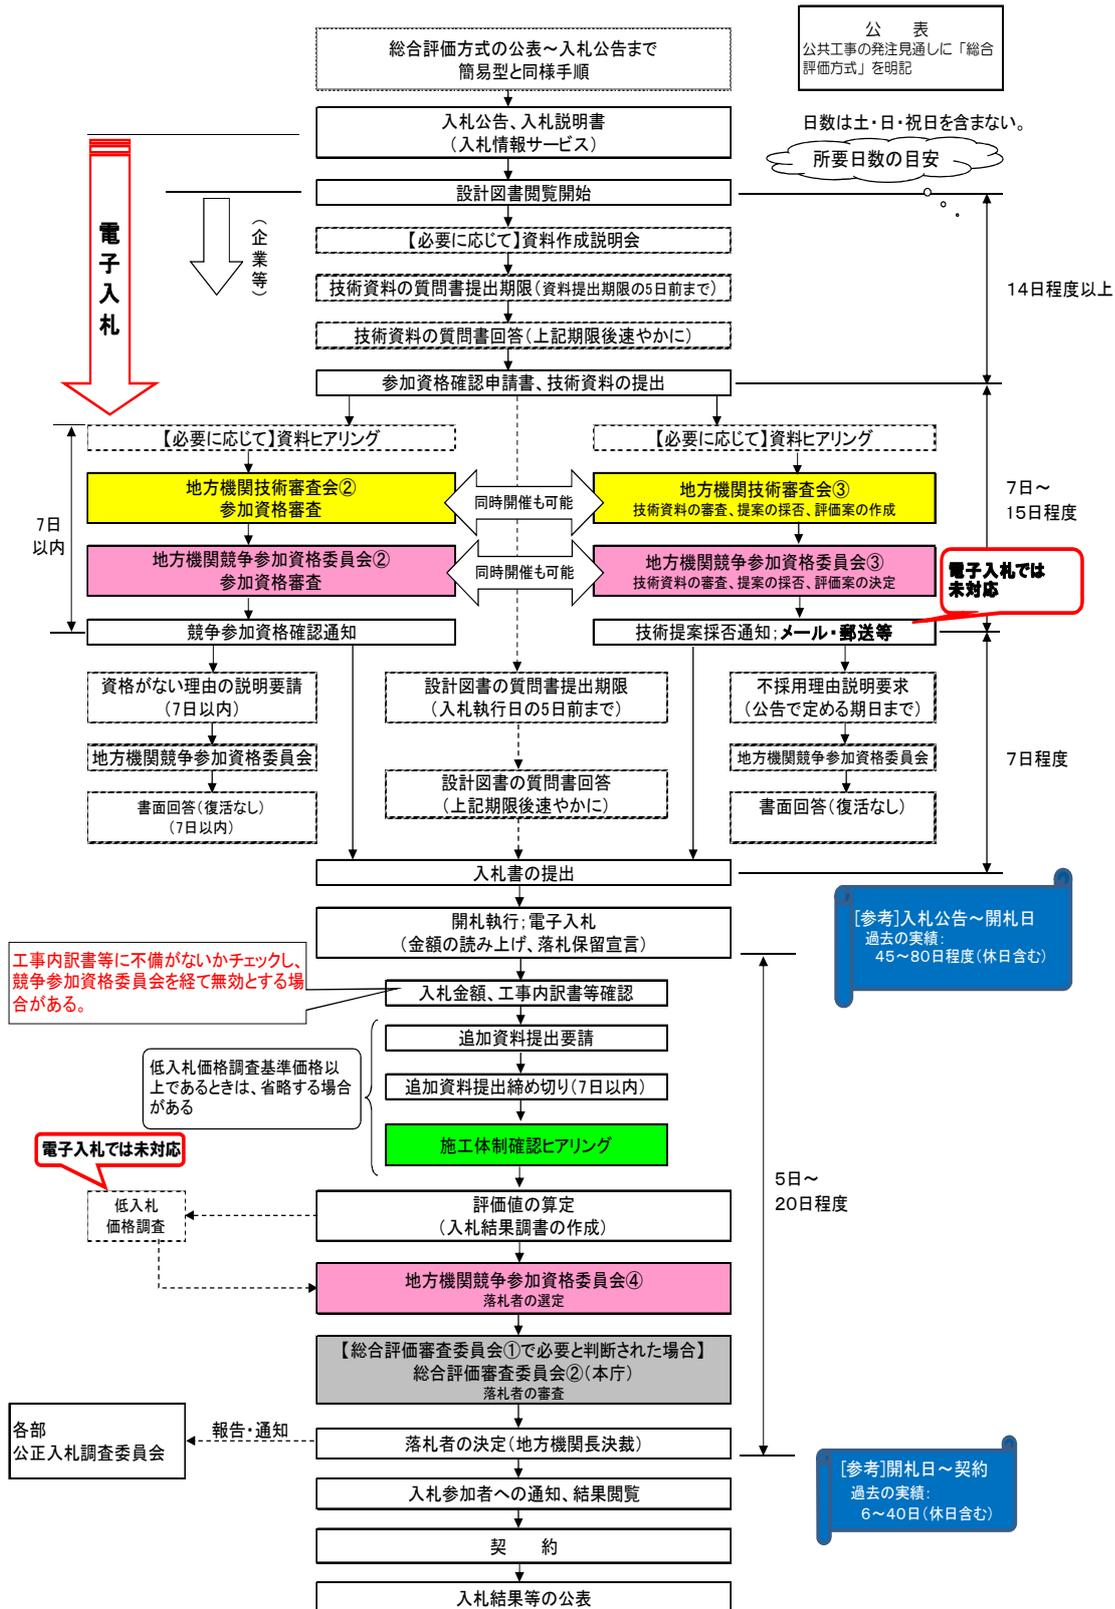 総合評価方式の公表～入札公告まで
簡易型と同様手順
公　　表
公共工事の発注見通しに「総合
評価方式」を明記
入札公告、入札説明書
（入札情報サービス）
日数は土・日・祝日を含まない。
所要日数の目安
設計図書閲覧開始
電子入札
（企業等）
【必要に応じて】資料作成説明会
技術資料の質問書提出期限（資料提出期限の5日前まで）
14日程度以上
技術資料の質問書回答（上記期限後速やかに）
参加資格確認申請書、技術資料の提出
【必要に応じて】資料ヒアリング
【必要に応じて】資料ヒアリング
地方機関技術審査会②
参加資格審査
同時開催も可能
地方機関技術審査会③
技術資料の審査、提案の採否、評価案の作成
7日～
15日程度
7日
以内
地方機関競争参加資格委員会②
参加資格審査
同時開催も可能
地方機関競争参加資格委員会③
技術資料の審査、提案の採否、評価案の決定
電子入札では
未対応
競争参加資格確認通知
技術提案採否通知;メール・郵送等
資格がない理由の説明要請
（7日以内）
設計図書の質問書提出期限
（入札執行日の5日前まで）
不採用理由説明要求
（公告で定める期日まで）
地方機関競争参加資格委員会
地方機関競争参加資格委員会
7日程度
設計図書の質問書回答
（上記期限後速やかに）
書面回答（復活なし）
（7日以内）
書面回答（復活なし）
入札書の提出
開札執行;電子入札
（金額の読み上げ、落札保留宣言）
[参考]入札公告～開札日
過去の実績：
45～80日程度（休日含む）
工事内訳書等に不備がないかチェックし、
競争参加資格委員会を経て無効とする場
合がある。
入札金額、工事内訳書等確認
追加資料提出要請
低入札価格調査基準価格以
上であるときは、省略する場合
がある
追加資料提出締め切り（7日以内）
施工体制確認ヒアリング
電子入札では未対応
5日～
20日程度
低入札
価格調査
評価値の算定
（入札結果調書の作成）
地方機関競争参加資格委員会④
落札者の選定
【総合評価審査委員会①で必要と判断された場合】
総合評価審査委員会②（本庁）
落札者の審査
各部
公正入札調査委員会
報告・通知
落札者の決定（地方機関長決裁）
[参考]開札日～契約
過去の実績：
6～40日（休日含む）
入札参加者への通知、結果閲覧
契　　約
入札結果等の公表